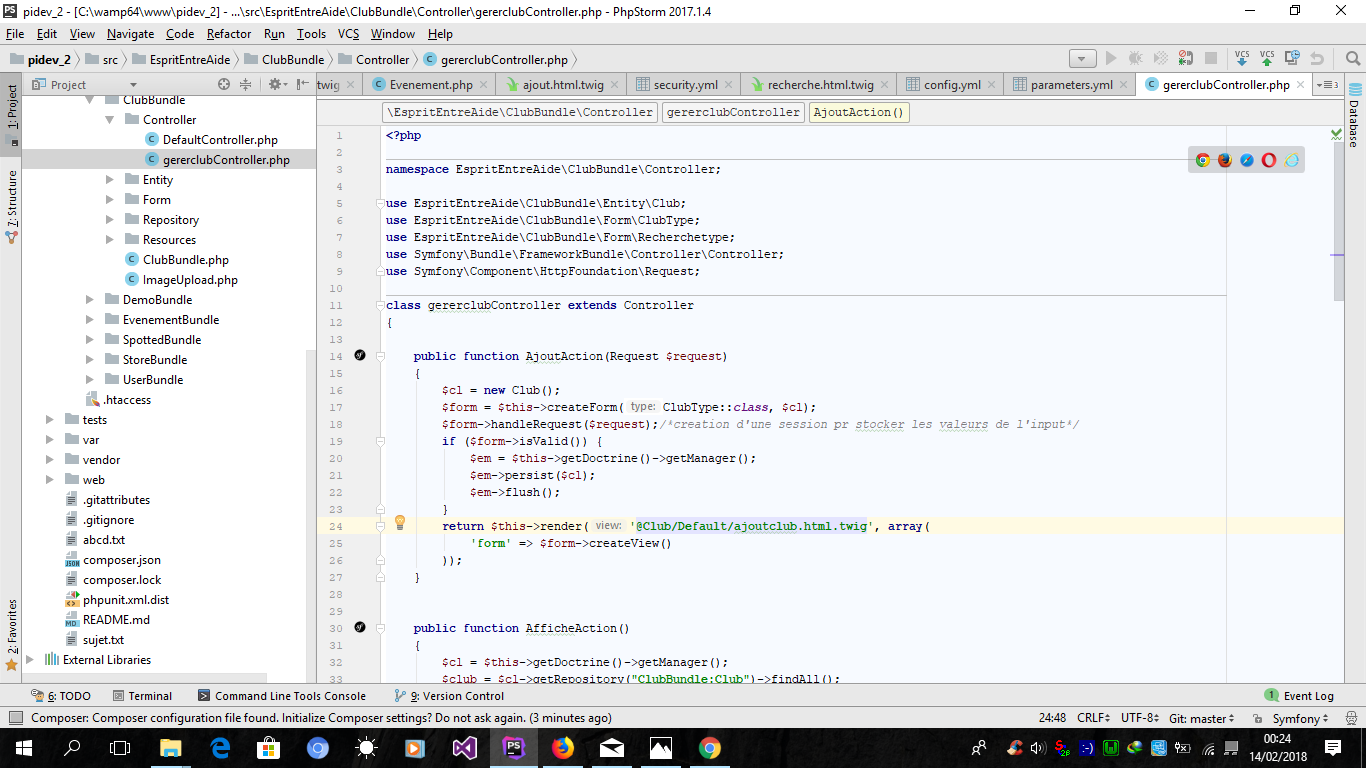 pidev_2 - [C:\wamp64\www\pidev_2] - ...\src\EspritEntreAide\ClubBundle\Controller\gererclubController.php - PhpStorm 2017.1.4
File Edit View Navigate Code Refactor Run Tools VCS Window Help
pidev_2 src EspritEntreAide ClubBundle Controller gererclubController.php
Project
twig Evenement.php ajout.html.twig security.yml recherche.html.twig config.yml parameters.yml gererclubController.php 3
1: Project
7: Structure
2: Favorites
Database
ClubBundle
Controller
DefaultController.php
gererclubController.php
Entity
Form
Repository
Resources
ClubBundle.php
ImageUpload.php
DemoBundle
EvenementBundle
SpottedBundle
StoreBundle
UserBundle
.htaccess
tests
var
vendor
web
.gitattributes
.gitignore
abcd.txt
composer.json
composer.lock
phpunit.xml.dist
README.md
sujet.txt
External Libraries
\EspritEntreAide\ClubBundle\Controller gererclubController AjoutAction()
1 <?php
2
3 namespace EspritEntreAide\ClubBundle\Controller;
4
5 use EspritEntreAide\ClubBundle\Entity\Club;
6 use EspritEntreAide\ClubBundle\Form\ClubType;
7 use EspritEntreAide\ClubBundle\Form\Recherchetype;
8 use Symfony\Bundle\FrameworkBundle\Controller\Controller;
9 use Symfony\Component\HttpFoundation\Request;
10
11 class gererclubController extends Controller
12 {
13
14 public function AjoutAction(Request $request)
15 {
16 $cl = new Club();
17 $form = $this->createForm( type: ClubType::class, $cl);
18 $form->handleRequest($request);/*creation d'une session pr stocker les valeurs de l'input*/
19 if ($form->isValid()) {
20 $em = $this->getDoctrine()->getManager();
21 $em->persist($cl);
22 $em->flush();
23 }
24 return $this->render( view: '@Club/Default/ajoutclub.html.twig', array(
25 'form' => $form->createView()
26 ));
27 }
28
29
30 public function AfficheAction()
31 {
32 $cl = $this->getDoctrine()->getManager();
33 $club = $cl->getRepository("ClubBundle:Club")->findAll();
6: TODO Terminal Command Line Tools Console 9: Version Control 1 Event Log
Composer: Composer configuration file found. Initialize Composer settings? Do not ask again. (3 minutes ago) 24:48 CRLF UTF-8 Git: master Symfony
00:24
14/02/2018